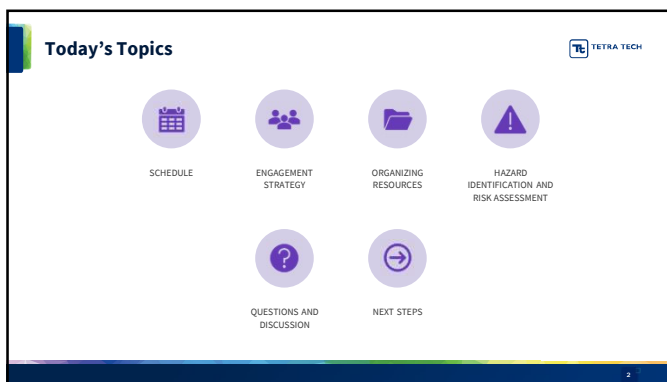 Today's Topics
Tt TETRA TECH
SCHEDULE
ENGAGEMENT
STRATEGY
ORGANIZING
RESOURCES
HAZARD
IDENTIFICATION AND
RISK ASSESSMENT
?
QUESTIONS AND
DISCUSSION
NEXT STEPS
2